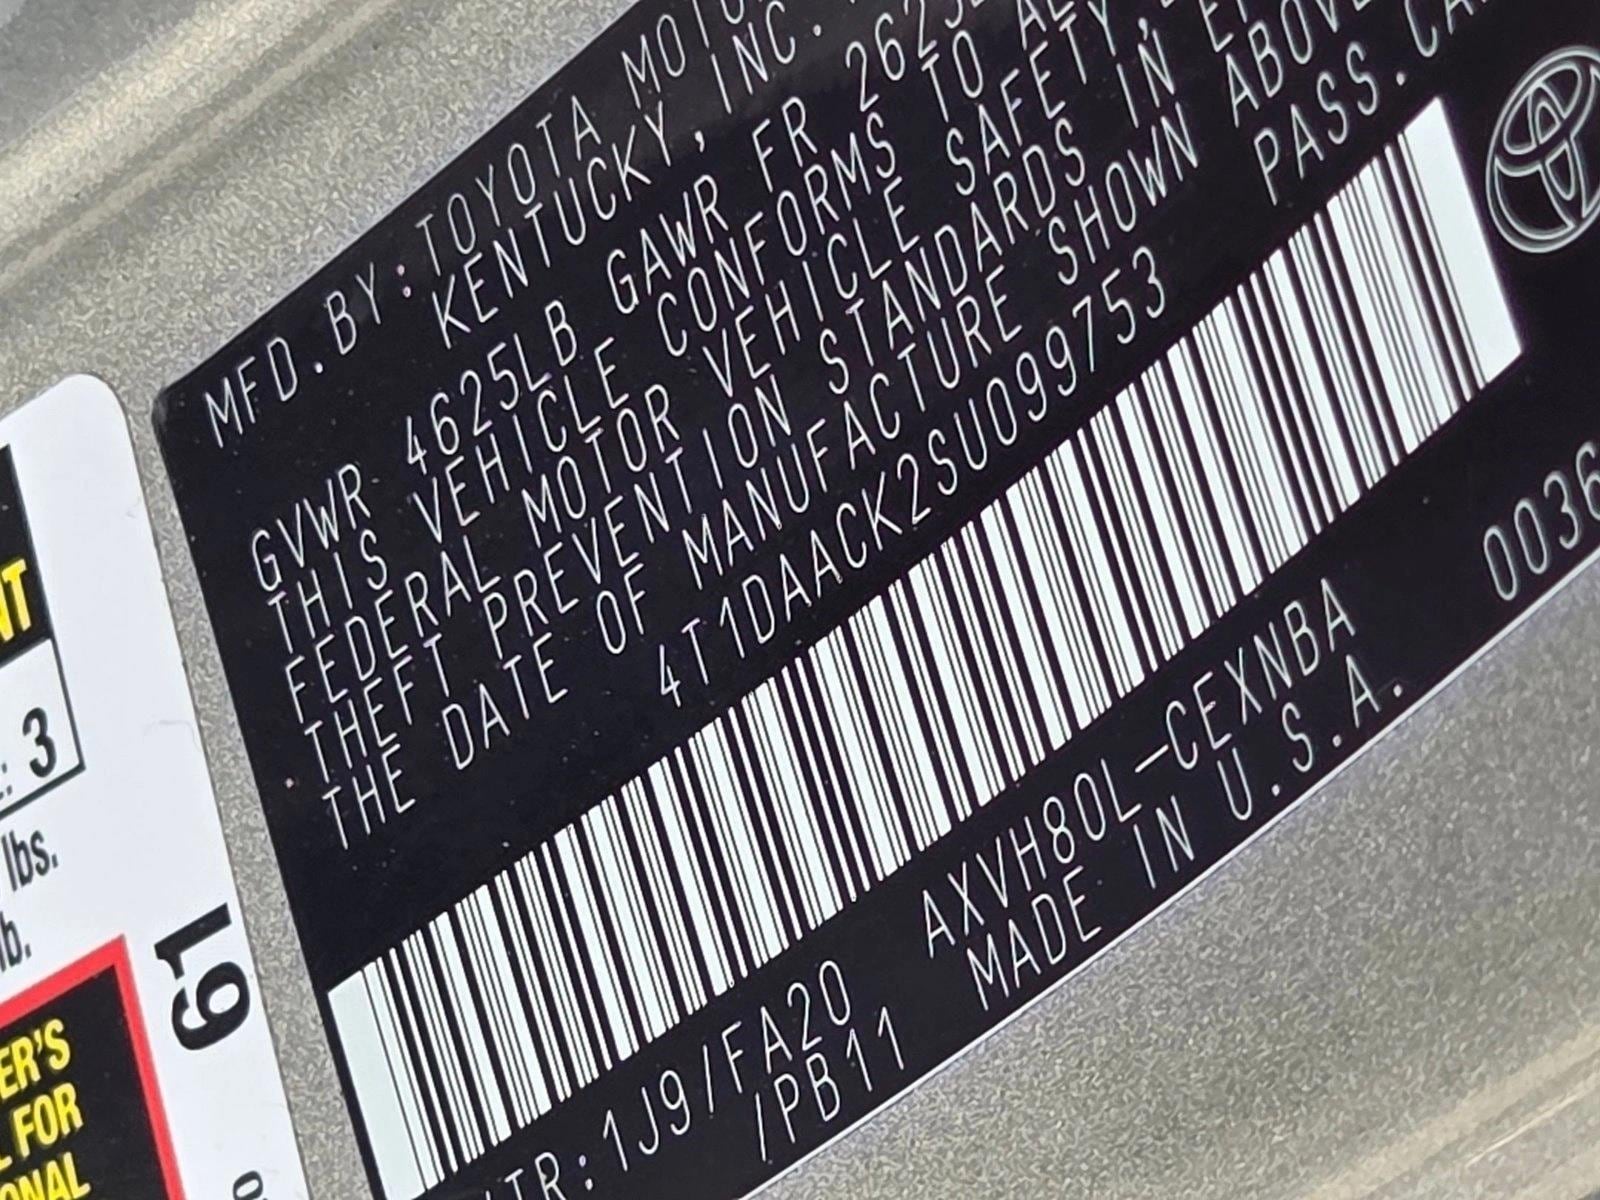 MFD.BY:TOYOTA
KENTUCKY, INC.
GVWR 4625LB GAWR FR
THIS VEHICLE CONFORMS TO
FEDERAL MOTOR VEHICLE SAFETY
THEFT PREVENTION STANDARDS IN
THE DATE OF MANUFACTURE SHOWN
4T1DAACK2SU099753
PASS.
/TR:1J9/FA20 AXVH80L-CEXNBA
/PB11 MADE IN U.S.A.
0036
3
lbs.
61
FOR